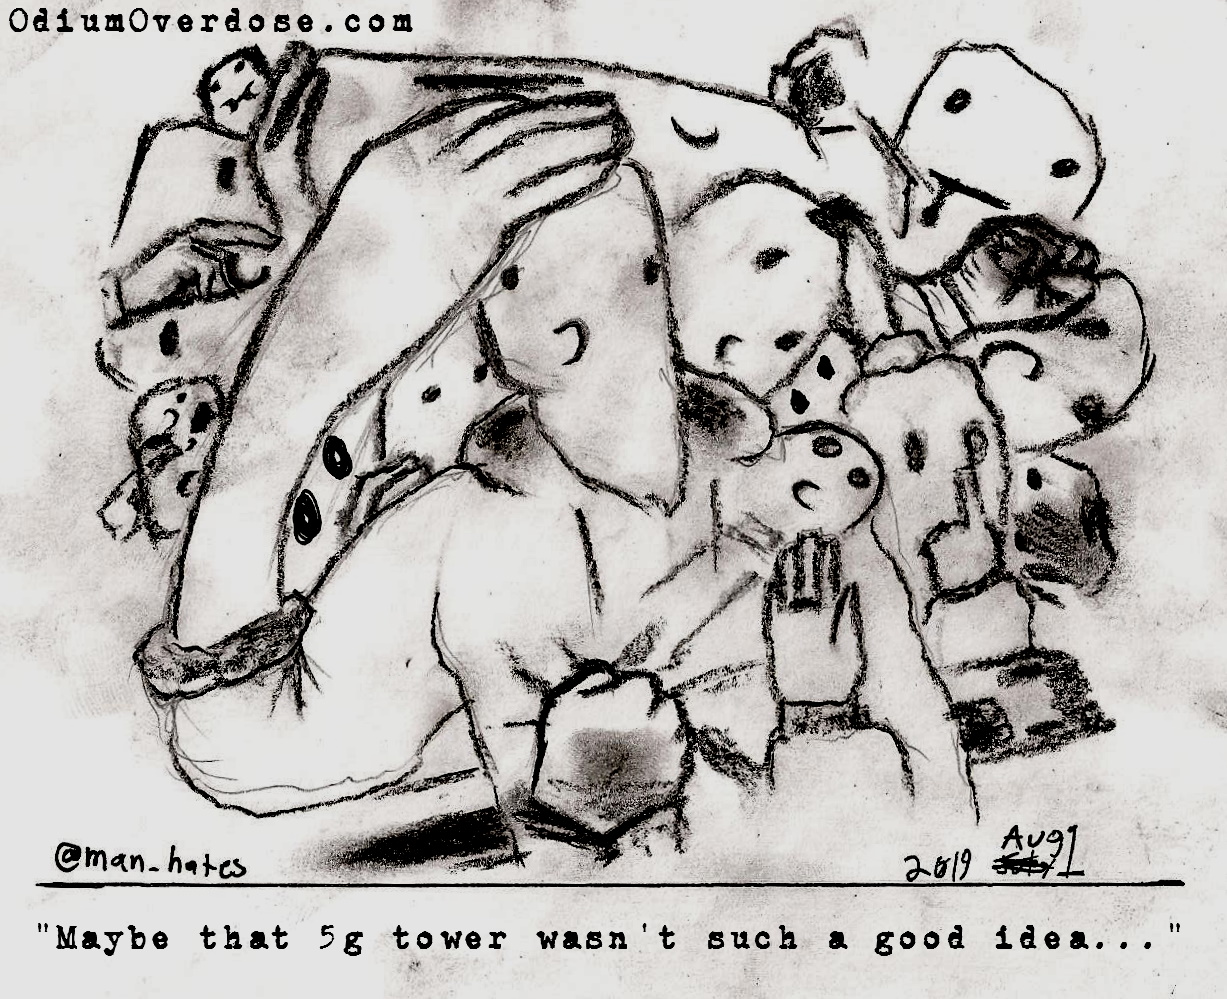 OdiumOverdose.com
@man_hates
2019 Aug 1
"Maybe that 5g tower wasn't such a good idea..."